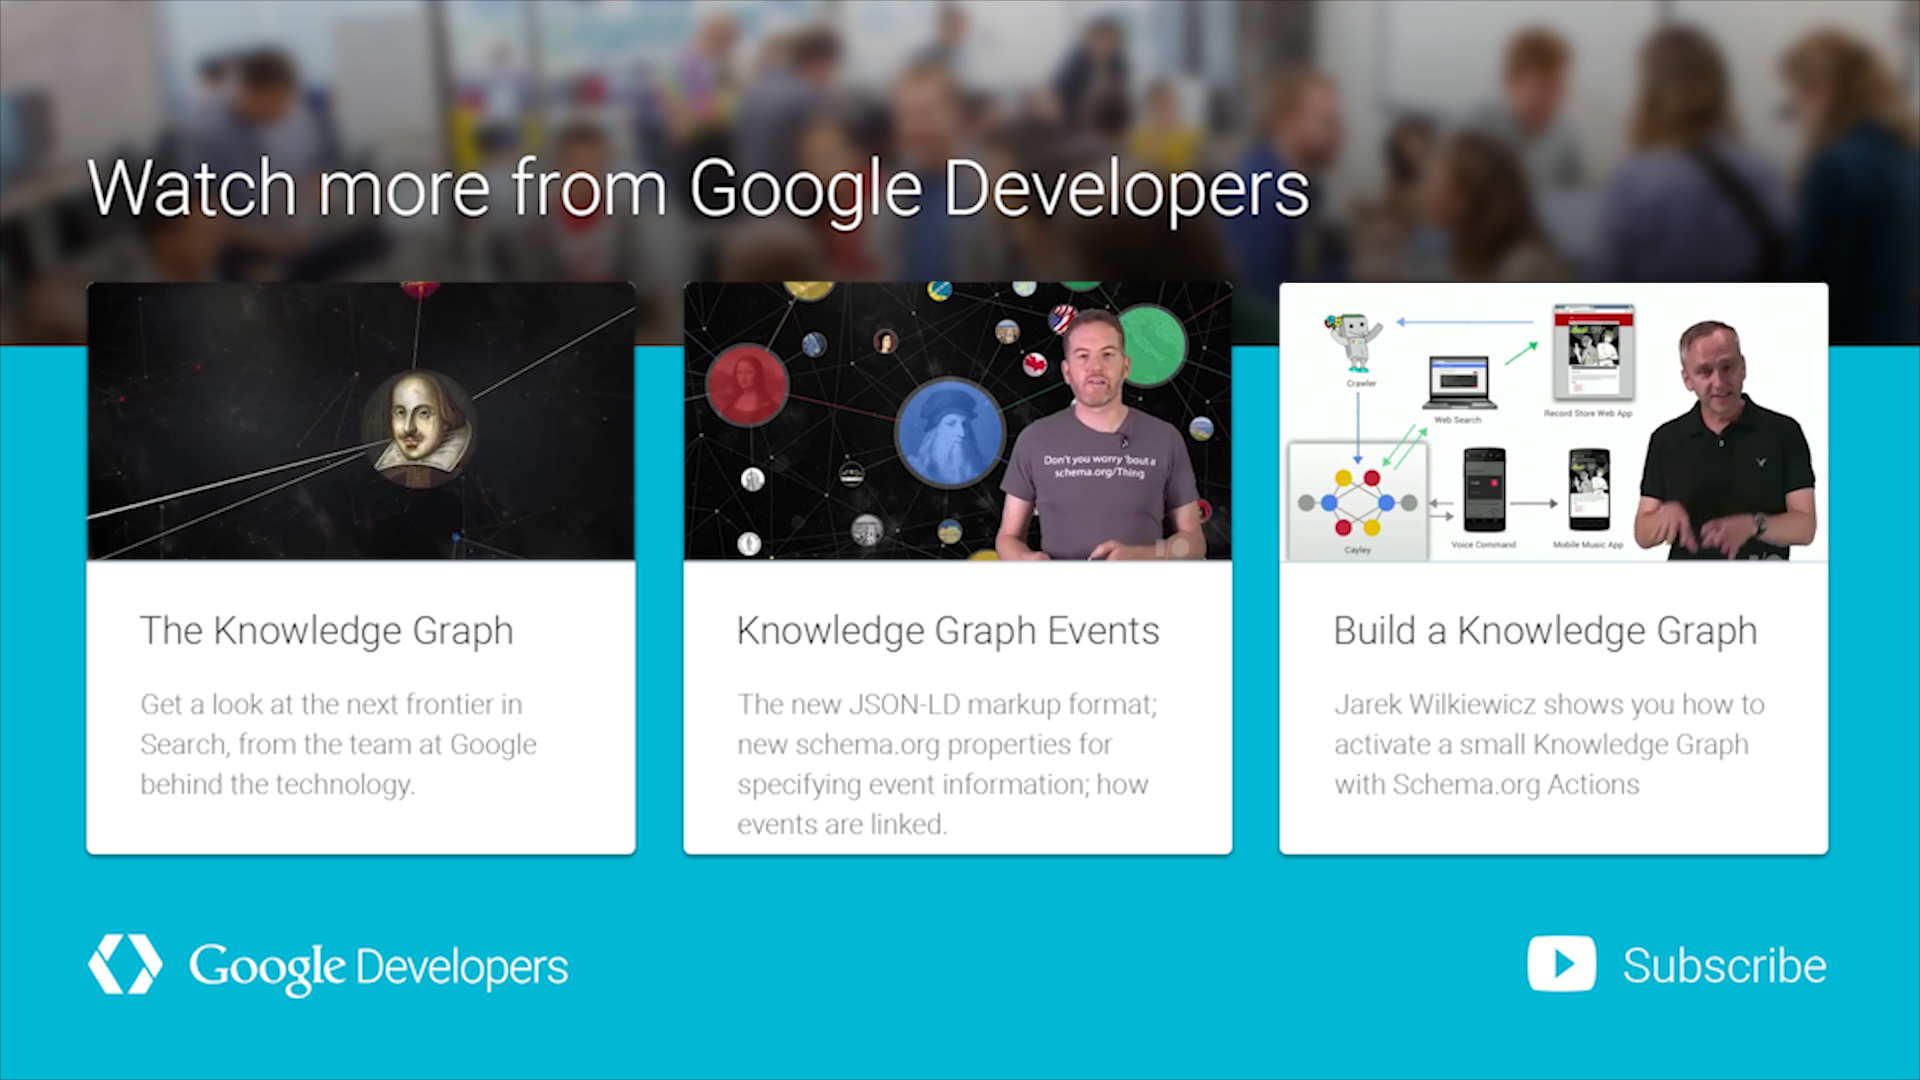 Watch more from Google Developers
Crawler
Web Search
Record Store Web App
Don't you worry 'bout a
schema.org/Thing
Cayley
Voice Command
Mobile Music App
The Knowledge Graph
Get a look at the next frontier in
Search, from the team at Google
behind the technology.
Knowledge Graph Events
The new JSON-LD markup format;
new schema.org properties for
specifying event information; how
events are linked.
Build a Knowledge Graph
Jarek Wilkiewicz shows you how to
activate a small Knowledge Graph
with Schema.org Actions
Google Developers
Subscribe